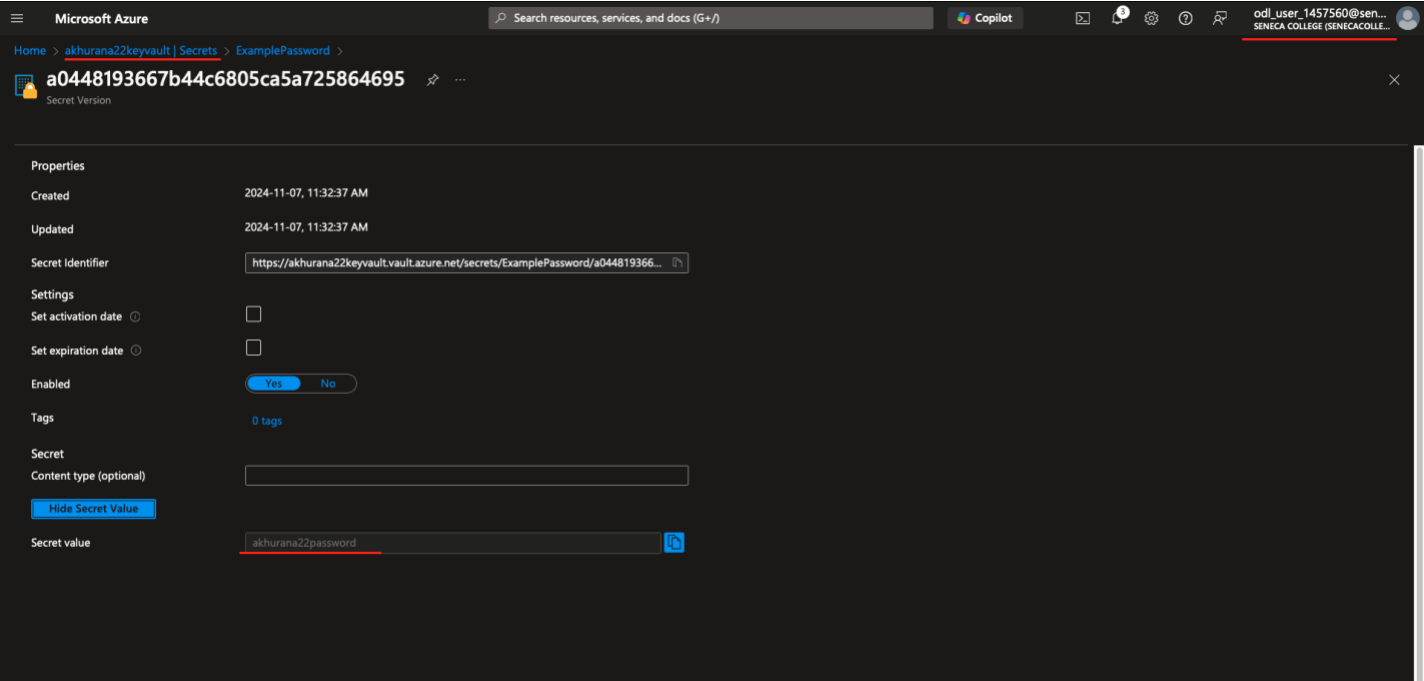 Microsoft Azure
Search resources, services, and docs (G+/)
Copilot
3
odl_user_1457560@sen...
SENECA COLLEGE (SENECACOLLE...
Home > akhurana22keyvault | Secrets > ExamplePassword >
a0448193667b44c6805ca5a725864695
Secret Version
Properties
Created 2024-11-07, 11:32:37 AM
Updated 2024-11-07, 11:32:37 AM
Secret Identifier https://akhurana22keyvault.vault.azure.net/secrets/ExamplePassword/a044819366...
Settings
Set activation date
Set expiration date
Enabled Yes No
Tags 0 tags
Secret
Content type (optional)
Hide Secret Value
Secret value akhurana22password